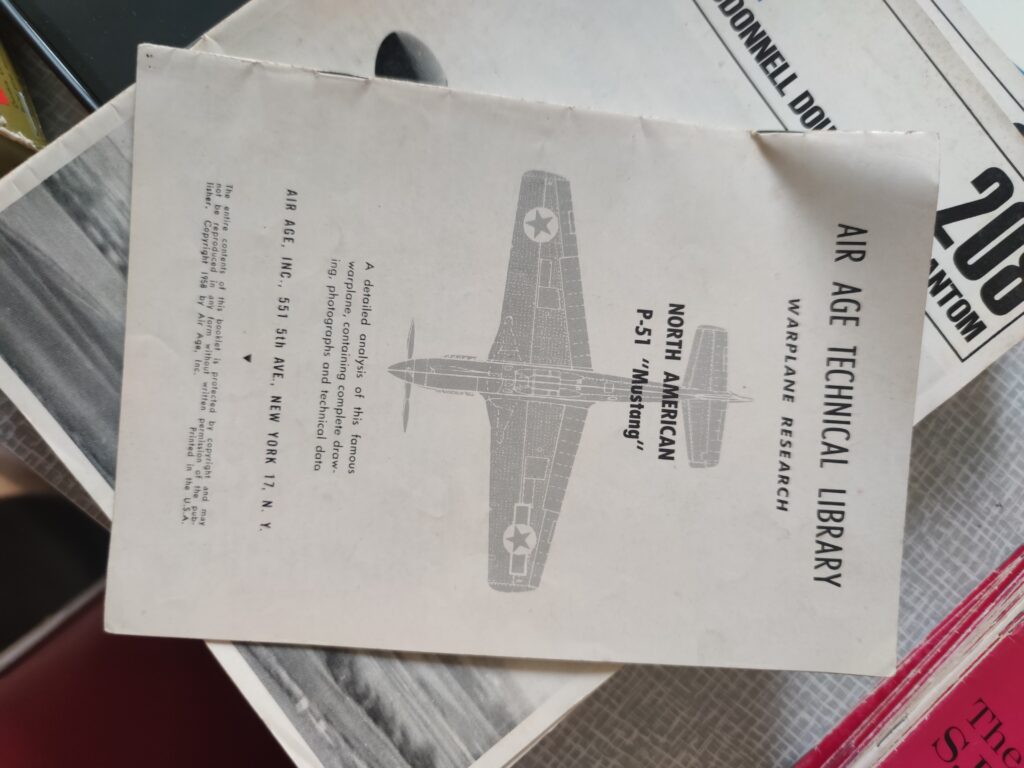 AIR AGE TECHNICAL LIBRARY
WARPLANE RESEARCH
NORTH AMERICAN
P-51 "Mustang"
A detailed analysis of this famous
warplane, containing complete draw-
ing, photographs and technical data
AIR AGE, INC., 551 5th AVE., NEW YORK 17, N. Y.
The entire contents of this booklet is protected by copyright and may
not be reproduced in any form without written permission of the pub-
lisher. Copyright 1958 by Air Age, Inc. Printed in the U.S.A.
208
The